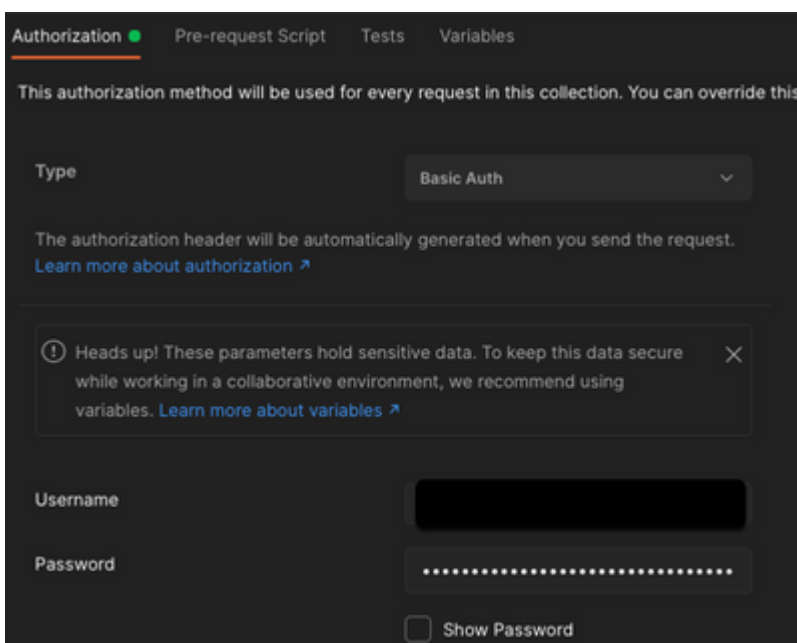 Authorization Pre-request Script Tests Variables
This authorization method will be used for every request in this collection. You can override this
Type
Basic Auth
The authorization header will be automatically generated when you send the request.
Learn more about authorization ↗
Heads up! These parameters hold sensitive data. To keep this data secure
while working in a collaborative environment, we recommend using
variables. Learn more about variables ↗
Username
Password
••••••••••••••••••••••••••••••••
Show Password